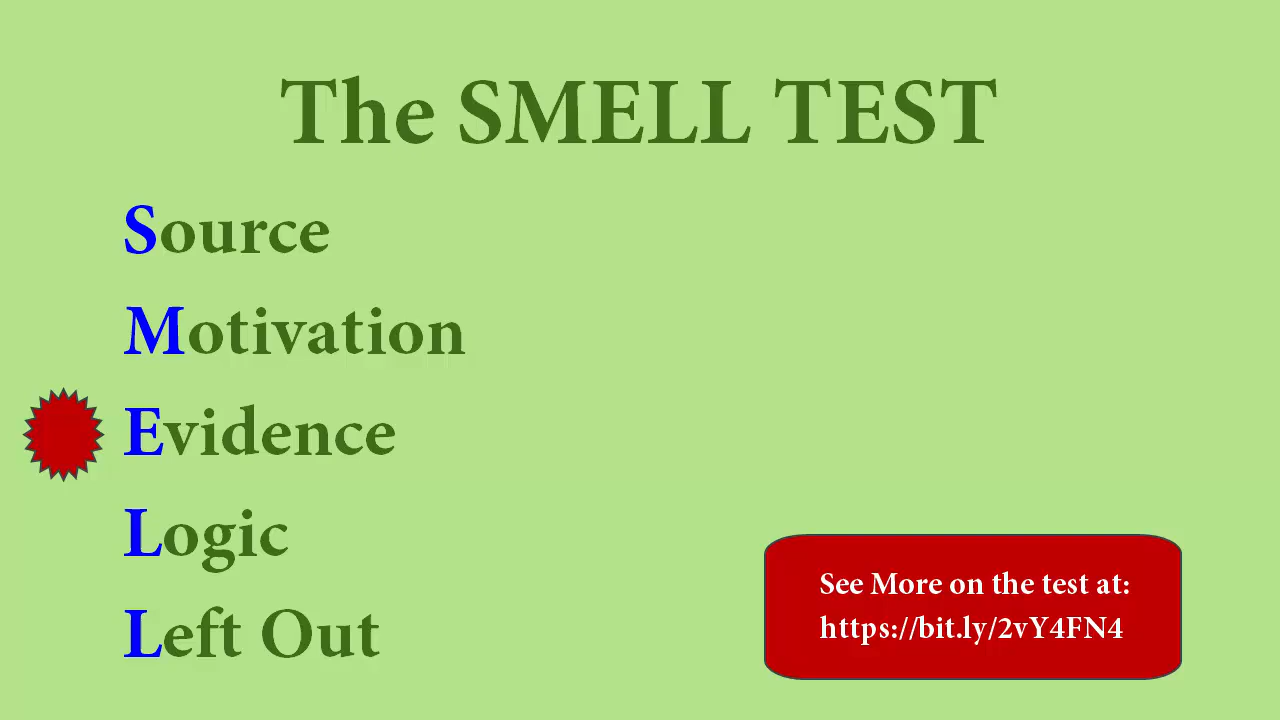 The SMELL TEST
Source
Motivation
Evidence
Logic
Left Out
See More on the test at:
https://bit.ly/2vY4FN4